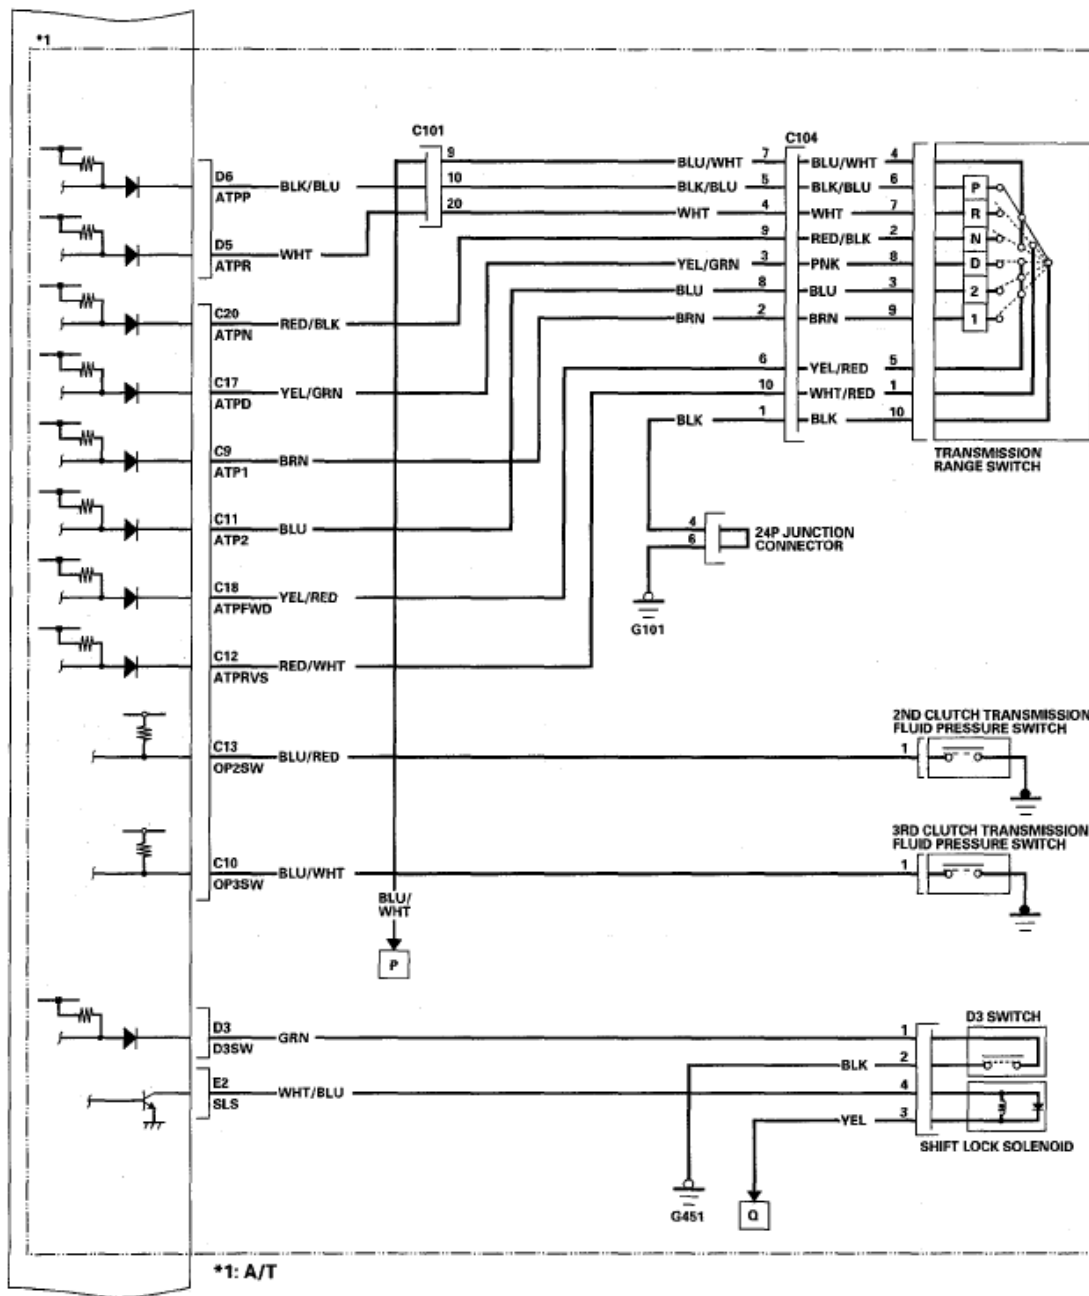 *1
C101
C104
9 BLU/WHT 7 BLU/WHT 4
D6 BLK/BLU 10 BLK/BLU 5 BLK/BLU 6 P
ATPP
20 WHT 4 WHT 7 R
9 RED/BLK 2 N
D5 WHT YEL/GRN 3 PNK 8 D
ATPR
BLU 8 BLU 3 2
C20 RED/BLK BRN 2 BRN 9 1
ATPN
6 YEL/RED 5
C17 YEL/GRN 10 WHT/RED 1
ATPD
BLK 1 BLK 10
TRANSMISSION
RANGE SWITCH
C9 BRN
ATP1
C11 BLU
ATP2
4 24P JUNCTION
6 CONNECTOR
C18 YEL/RED
ATPFWD
G101
C12 RED/WHT
ATPRVS
2ND CLUTCH TRANSMISSION
FLUID PRESSURE SWITCH
C13 BLU/RED 1
OP2SW
3RD CLUTCH TRANSMISSION
FLUID PRESSURE SWITCH
C10 BLU/WHT 1
OP3SW
BLU/
WHT
P
D3 SWITCH
D3 GRN 1
D3SW
BLK 2
E2 WHT/BLU 4
SLS
YEL 3
SHIFT LOCK SOLENOID
G451
Q
*1: A/T